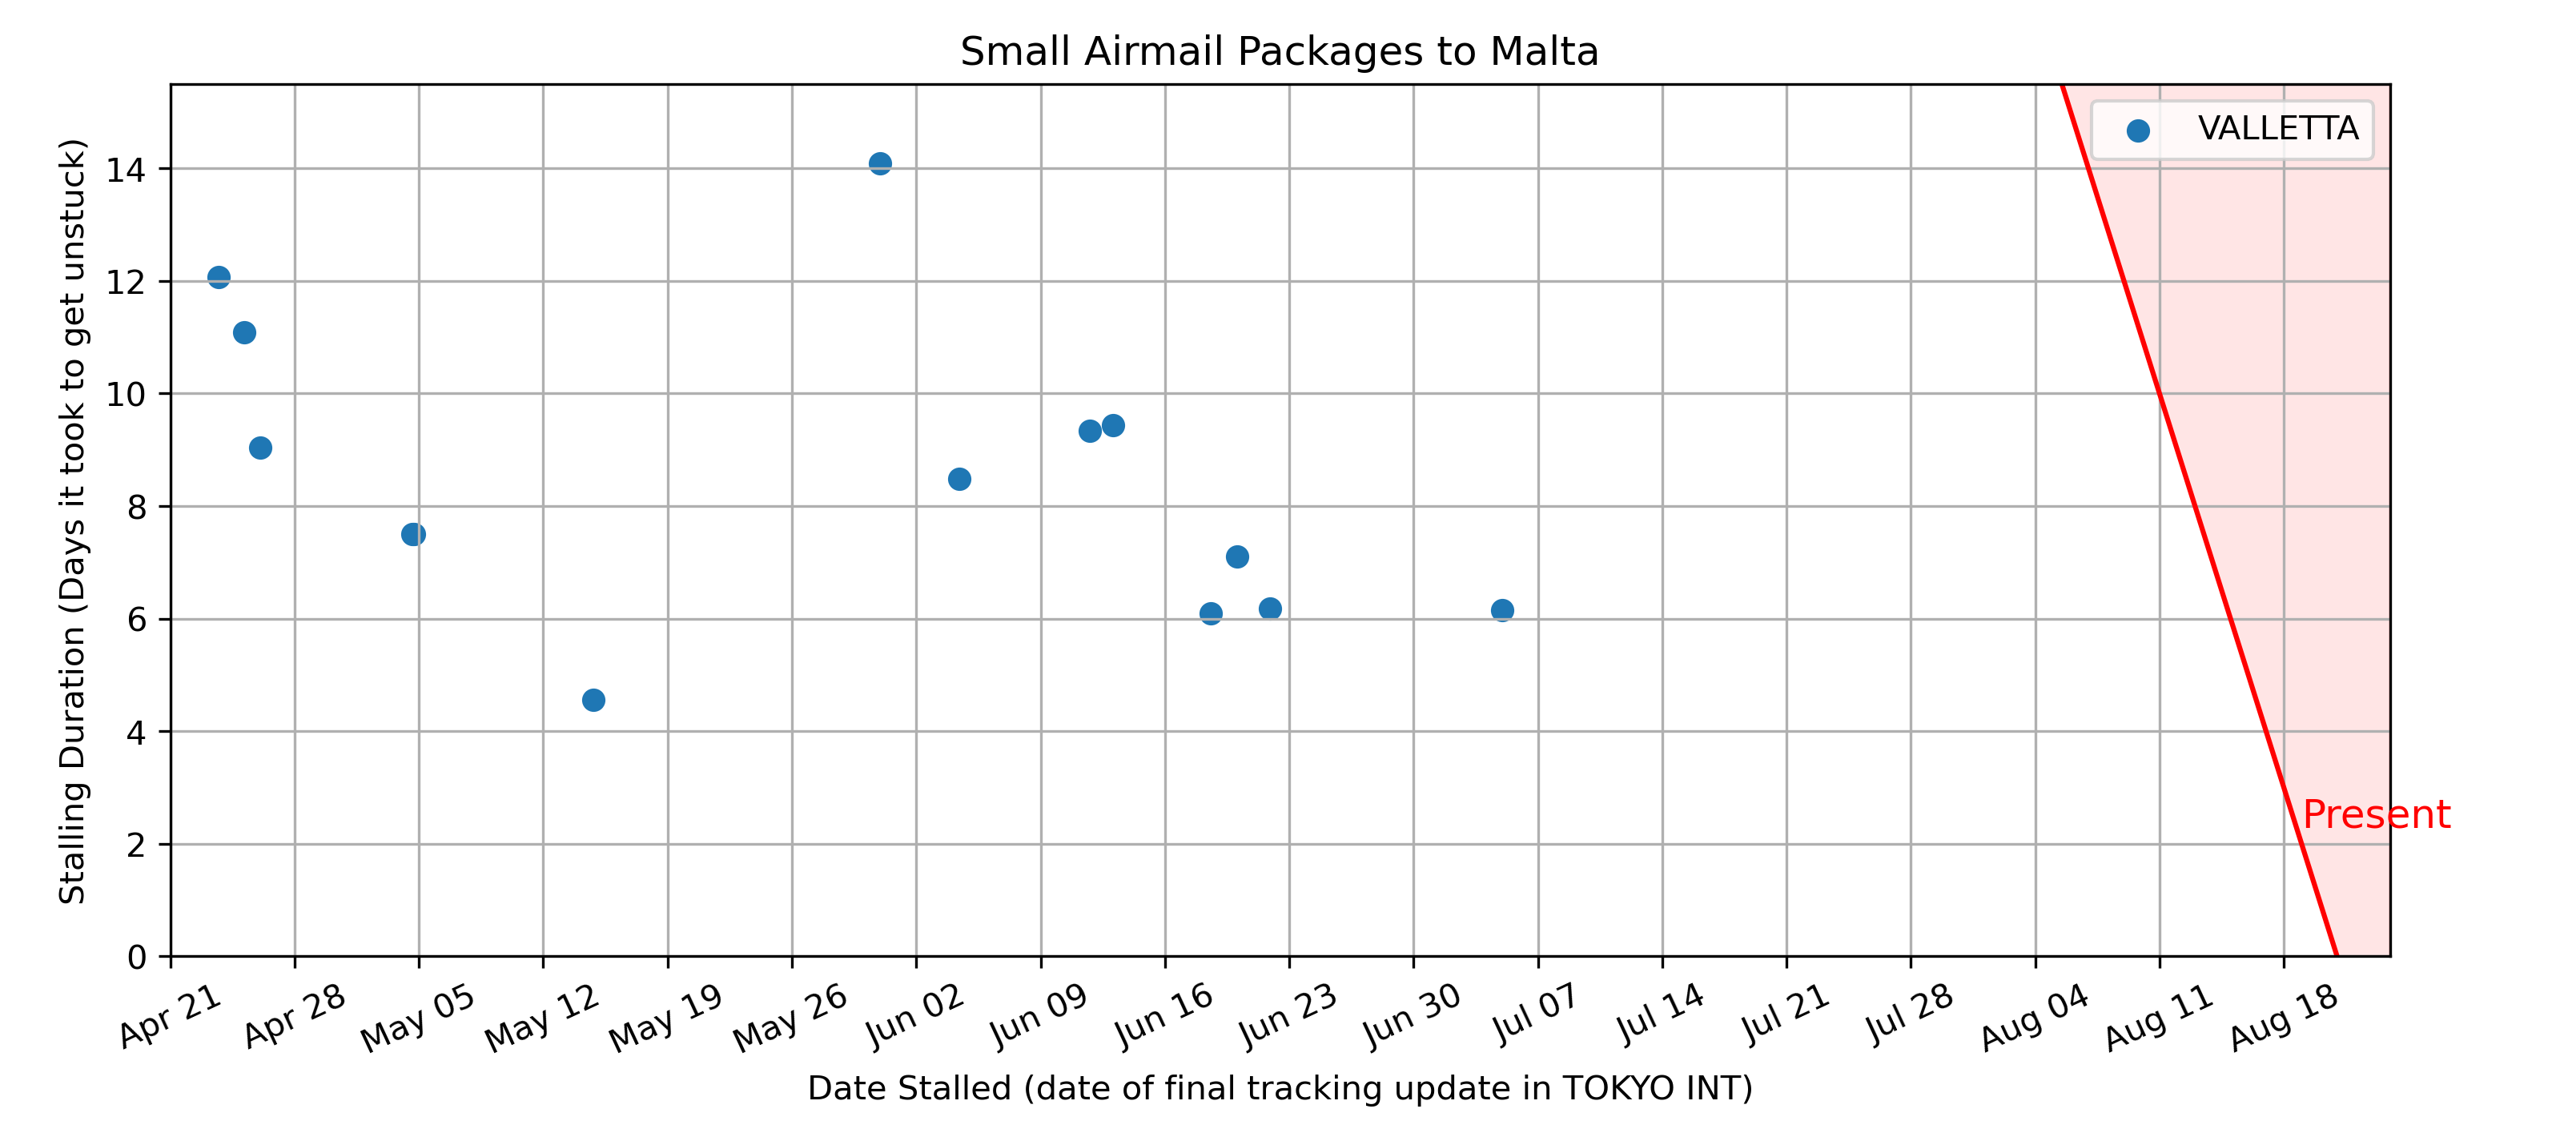 Small Airmail Packages to Malta
VALLETTA
Stalling Duration (Days it took to get unstuck)
14
12
10
8
6
4
2
0
Present
Apr 21
Apr 28
May 05
May 12
May 19
May 26
Jun 02
Jun 09
Jun 16
Jun 23
Jun 30
Jul 07
Jul 14
Jul 21
Jul 28
Aug 04
Aug 11
Aug 18
Date Stalled (date of final tracking update in TOKYO INT)